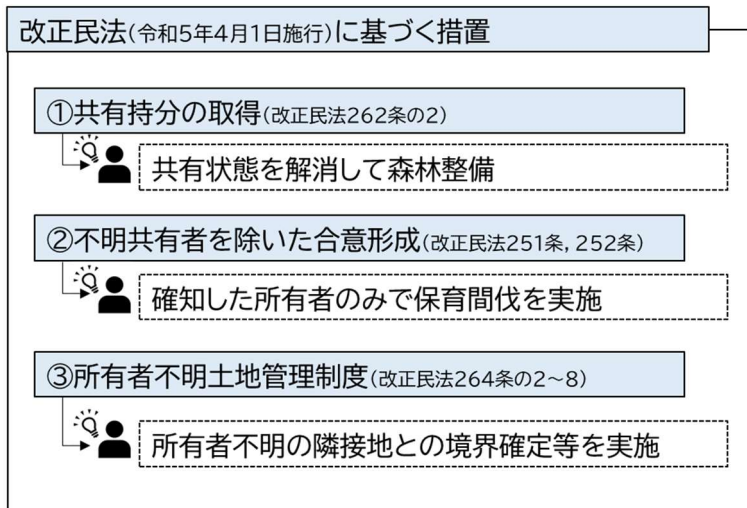 改正民法(令和5年4月1日施行)に基づく措置
①共有持分の取得(改正民法262条の2)
共有状態を解消して森林整備
②不明共有者を除いた合意形成(改正民法251条, 252条)
確知した所有者のみで保育間伐を実施
③所有者不明土地管理制度(改正民法264条の2~8)
所有者不明の隣接地との境界確定等を実施